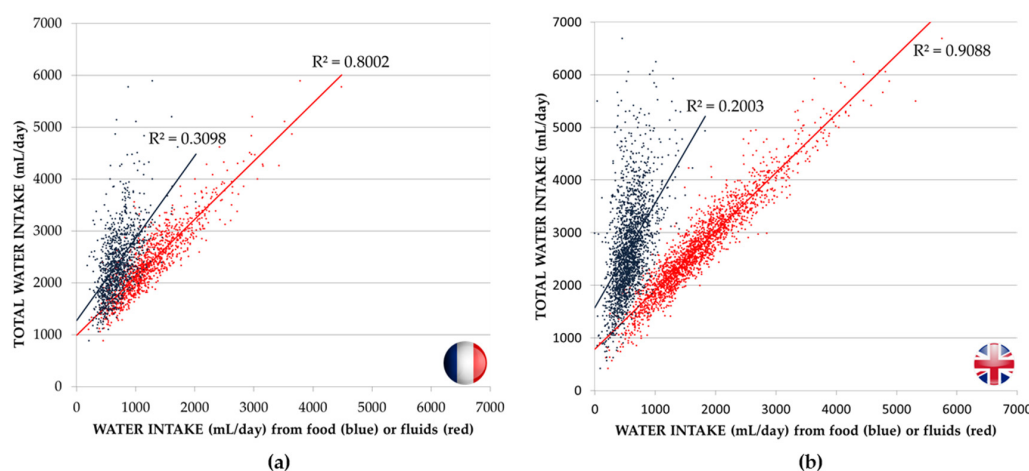 7000
6000
5000
4000
3000
2000
1000
0
TOTAL WATER INTAKE (mL/day)
R² = 0.8002
R² = 0.3098
0 1000 2000 3000 4000 5000 6000 7000
WATER INTAKE (mL/day) from food (blue) or fluids (red)
(a)
7000
6000
5000
4000
3000
2000
1000
0
TOTAL WATER INTAKE (mL/day)
R² = 0.9088
R² = 0.2003
0 1000 2000 3000 4000 5000 6000 7000
WATER INTAKE (mL/day) from food (blue) or fluids (red)
(b)